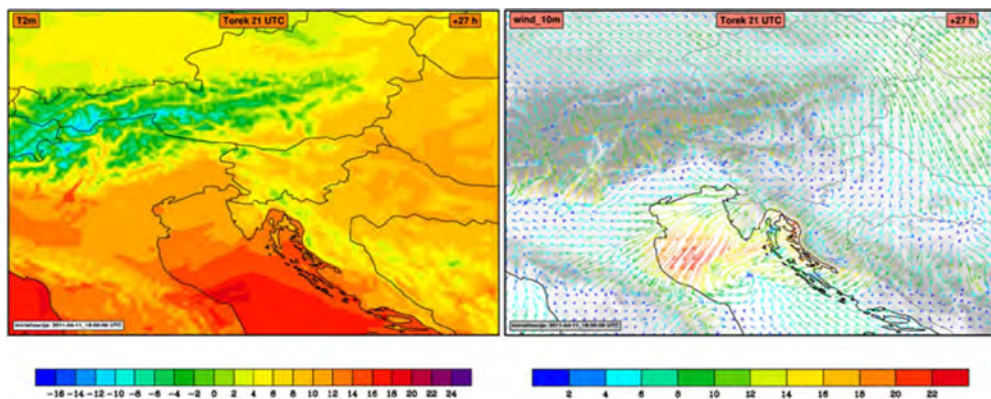 T2m Torek 21 UTC +27 h
wind_10m Torek 21 UTC +27 h
-16 -14 -12 -10 -8 -6 -4 -2 0 2 4 6 8 10 12 14 16 18 20 22 24
2 4 6 8 10 12 14 16 18 20 22